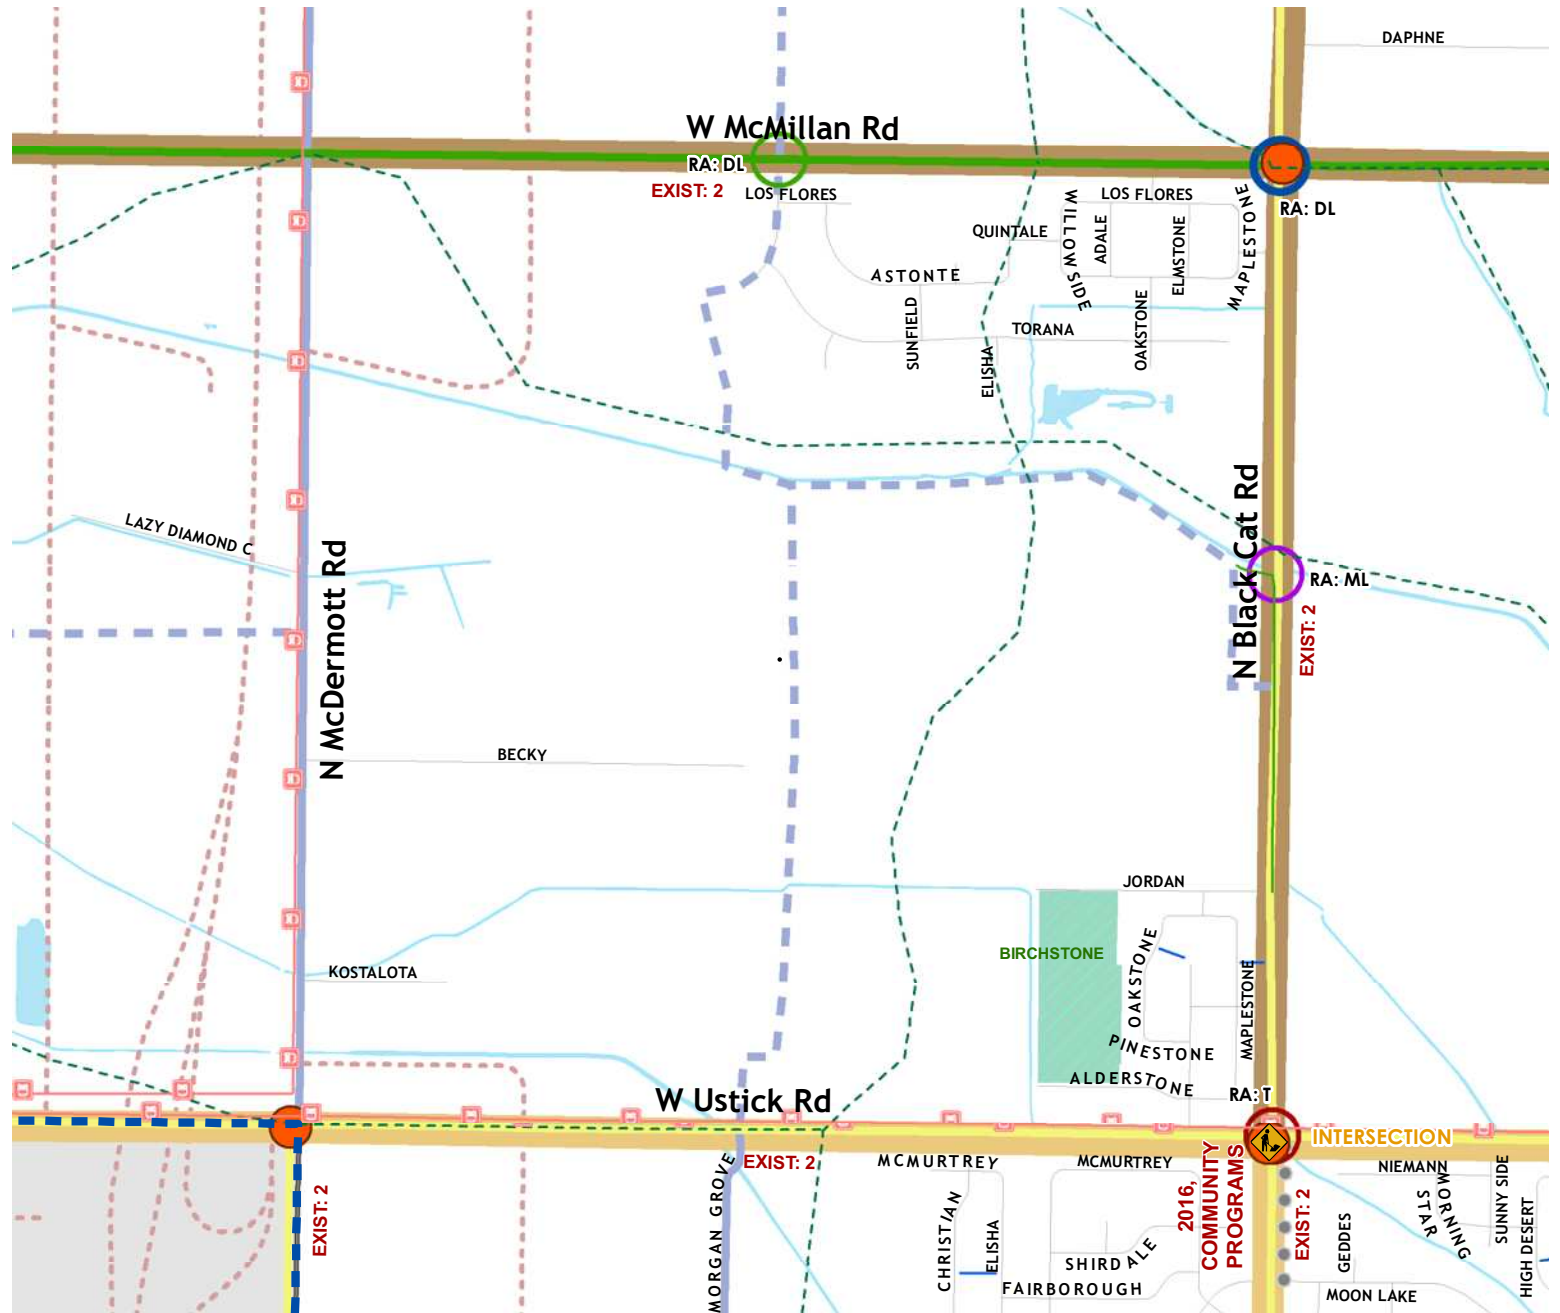 DAPHNE
W McMillan Rd
RA: DL
EXIST: 2
LOS FLORES
LOS FLORES
RA: DL
WILLOWSIDE
ADALE
ELMSTONE
MAPLESTONE
QUINTALE
ASTONTE
SUNFIELD
TORANA
OAKSTONE
ELISHA
LAZY DIAMOND C
N McDermott Rd
N Black Cat Rd
RA: ML
EXIST: 2
BECKY
JORDAN
BIRCHSTONE
OAKSTONE
MAPLESTONE
KOSTALOTA
PINESTONE
ALDERSTONE
W Ustick Rd
RA: T
INTERSECTION
EXIST: 2
MORGAN GROVE
EXIST: 2
MCMURTREY
MCMURTREY
2016,
COMMUNITY
PROGRAMS
EXIST: 2
NIEMANN
MORNING
STAR
SUNNY SIDE
HIGH DESERT
GEDDES
CHRISTIAN
ELISHA
SHIRDALE
FAIRBOROUGH
MOON LAKE